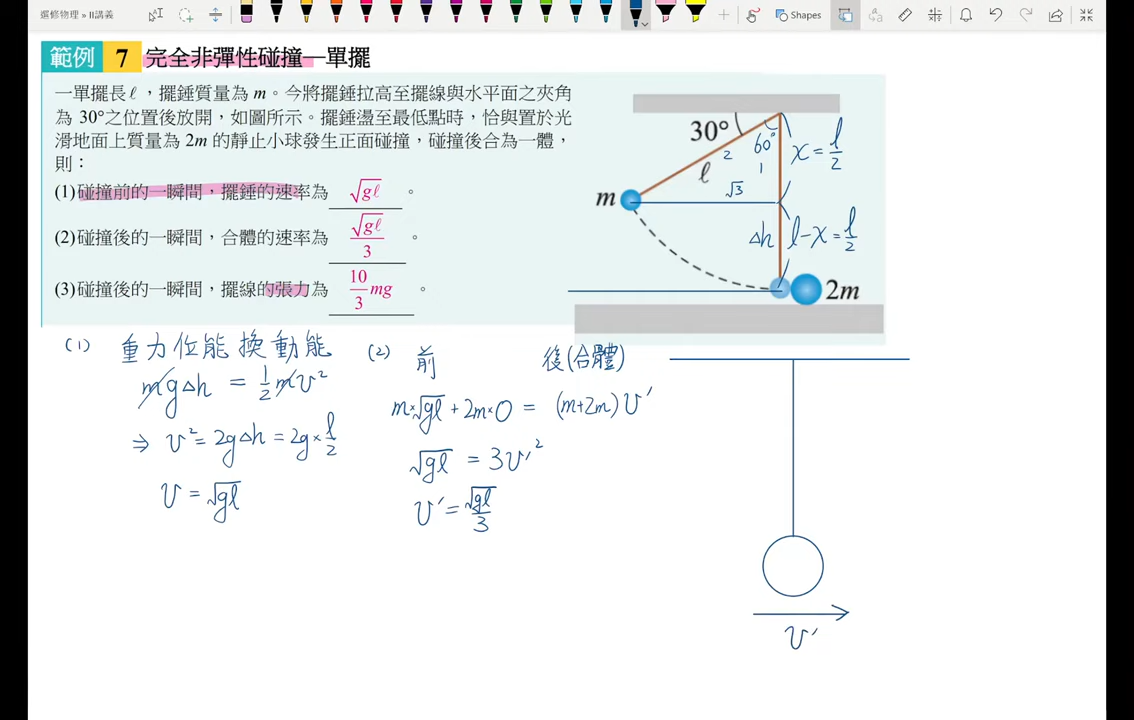 選修物理 » II講義
Shapes
範例 7 完全非彈性碰撞—單擺
一單擺長ℓ，擺錘質量為 m。今將擺錘拉高至擺線與水平面之夾角
為 30°之位置後放開，如圖所示。擺錘盪至最低點時，恰與置於光
滑地面上質量為 2m 的靜止小球發生正面碰撞，碰撞後合為一體，
則：
(1)碰撞前的一瞬間，擺錘的速率為 √gℓ 。
(2)碰撞後的一瞬間，合體的速率為 √gℓ/3 。
(3)碰撞後的一瞬間，擺線的張力為 10/3 mg 。
30°
60°
x = l/2
2
1
ℓ
√3
m
Δh
l-x = l/2
2m
(1) 重力位能換動能
mgΔh = 1/2 mv²
⇒ v² = 2gΔh = 2g × l/2
v = √gl
(2) 前 後(合體)
m×√gl + 2m×0 = (m+2m) v'
√gl = 3v'²
v' = √gl/3
v'